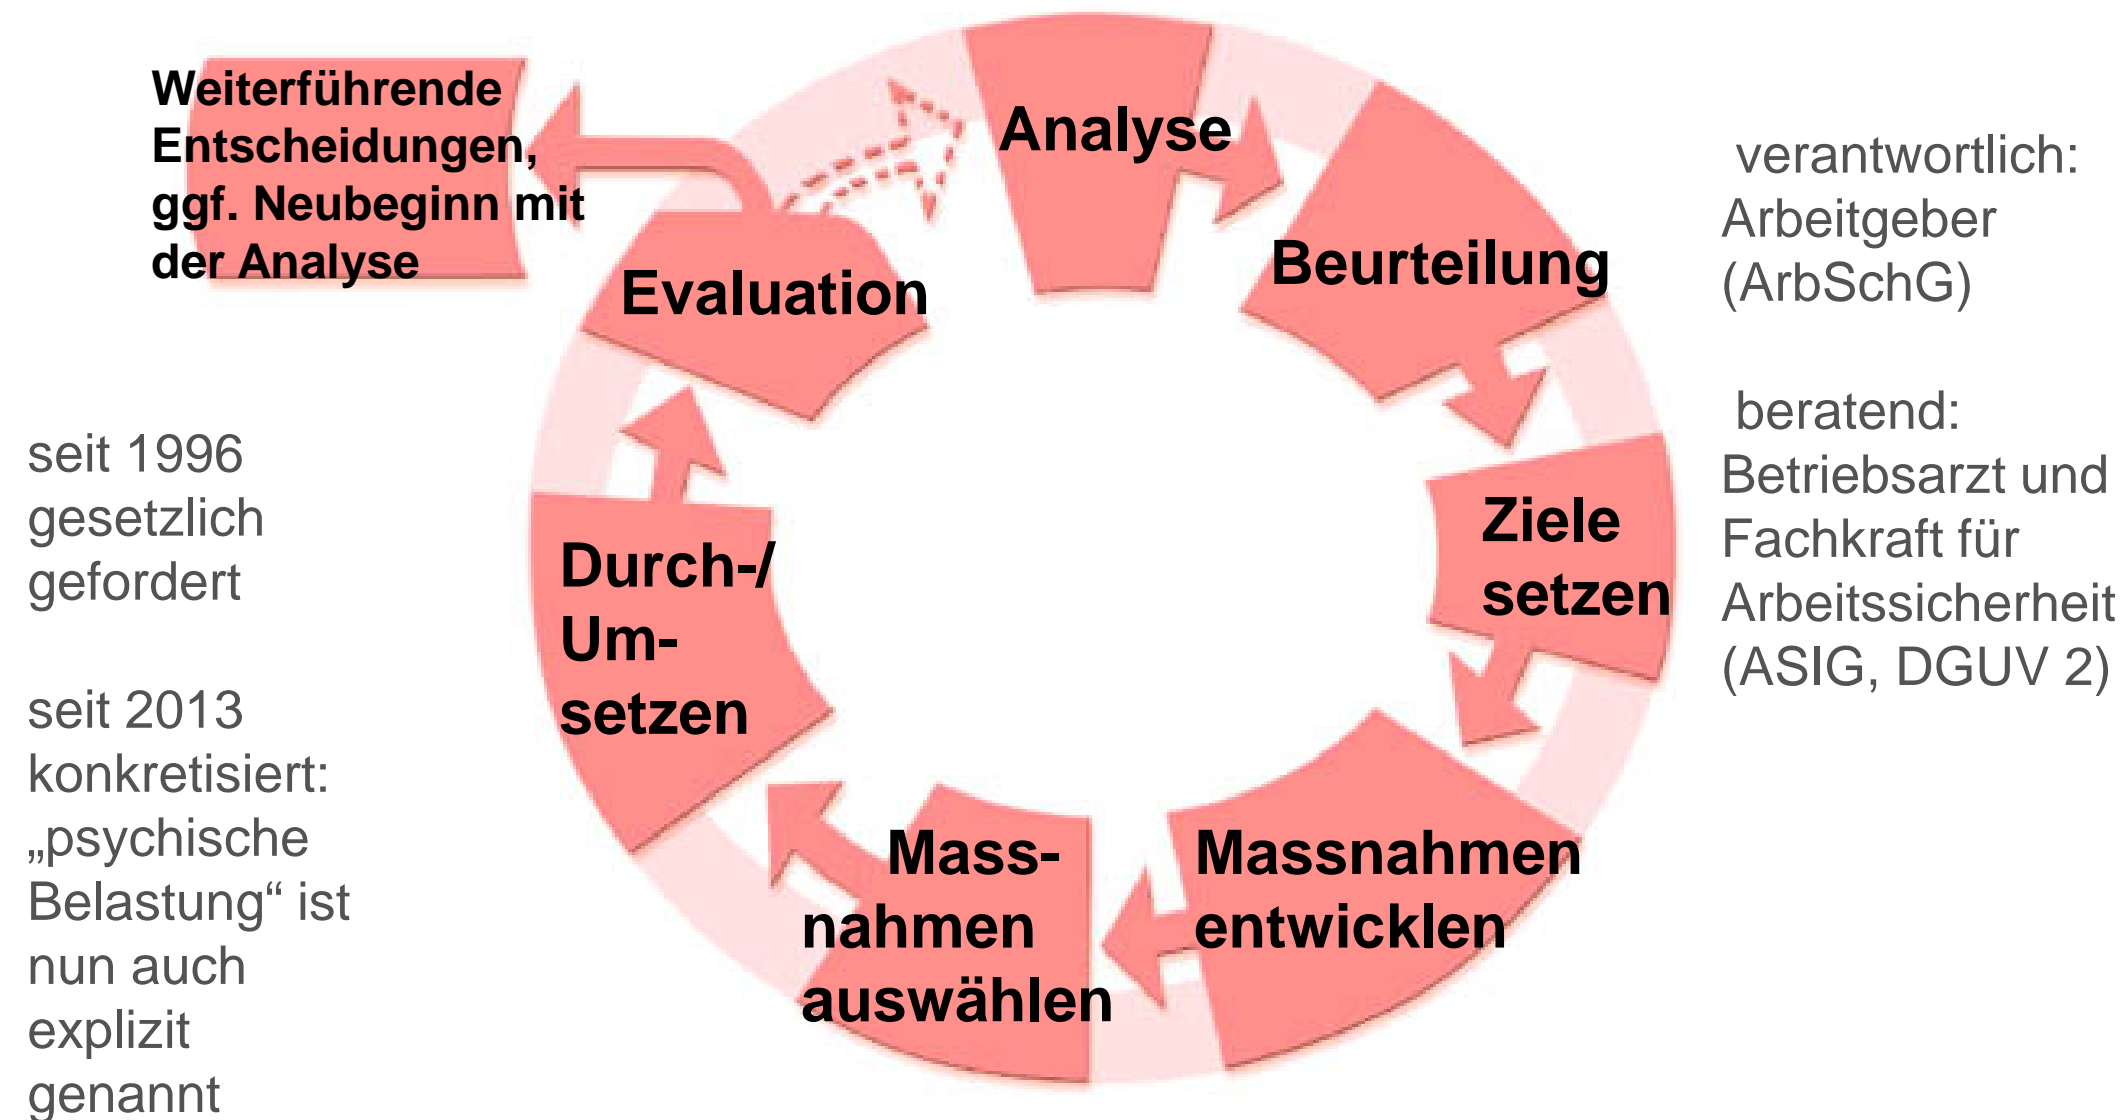 Weiterführende
Entscheidungen,
ggf. Neubeginn mit
der Analyse
Analyse
Beurteilung
Ziele
setzen
Massnahmen
entwicklen
Mass-
nahmen
auswählen
Durch-/
Um-
setzen
Evaluation
seit 1996
gesetzlich
gefordert
seit 2013
konkretisiert:
„psychische
Belastung“ ist
nun auch
explizit
genannt
verantwortlich:
Arbeitgeber
(ArbSchG)
beratend:
Betriebsarzt und
Fachkraft für
Arbeitssicherheit
(ASIG, DGUV 2)